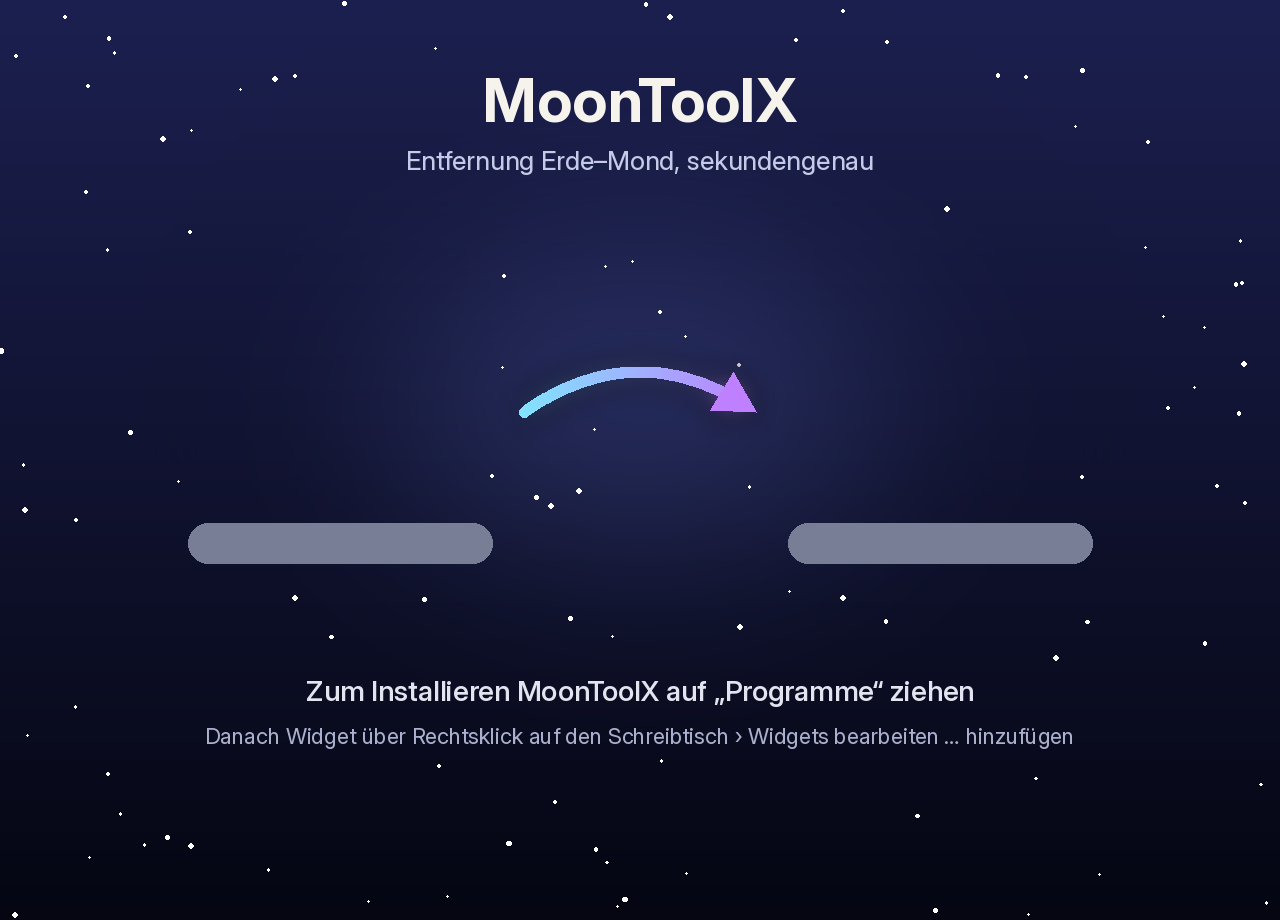 MoonToolX
Entfernung Erde–Mond, sekundengenau
Zum Installieren MoonToolX auf „Programme“ ziehen
Danach Widget über Rechtsklick auf den Schreibtisch › Widgets bearbeiten … hinzufügen